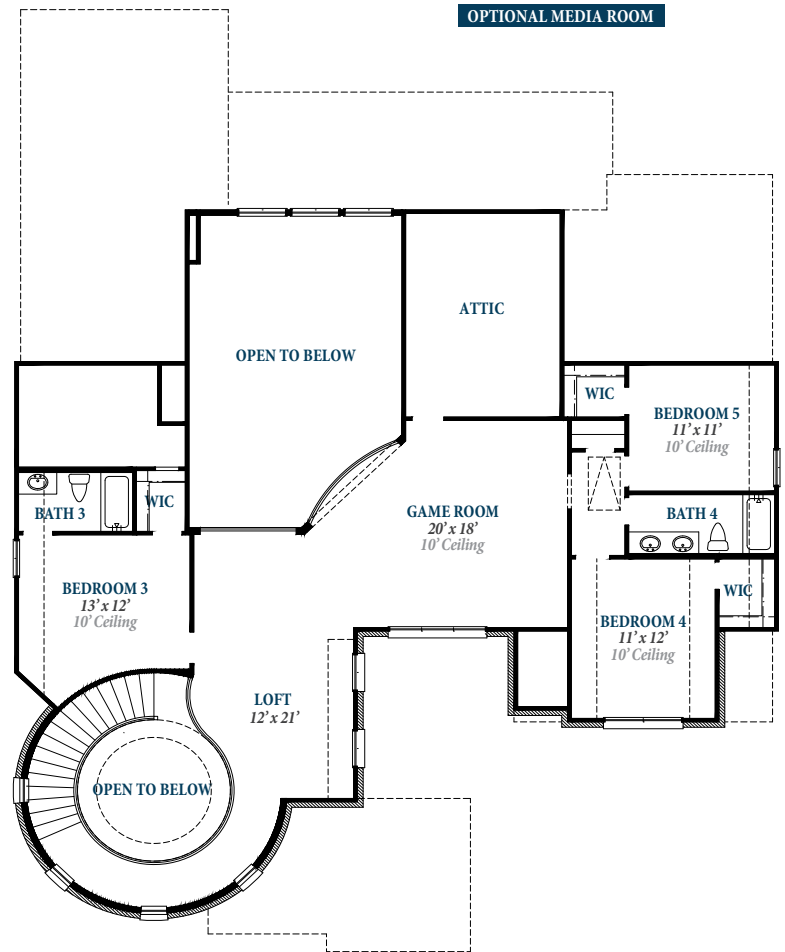 OPTIONAL MEDIA ROOM
ATTIC
OPEN TO BELOW
WIC
BEDROOM 5
11’ x 11’
10’ Ceiling
WIC
BATH 3
GAME ROOM
20’ x 18’
10’ Ceiling
BATH 4
BEDROOM 3
13’ x 12’
10’ Ceiling
WIC
BEDROOM 4
11’ x 12’
10’ Ceiling
LOFT
12’ x 21’
OPEN TO BELOW